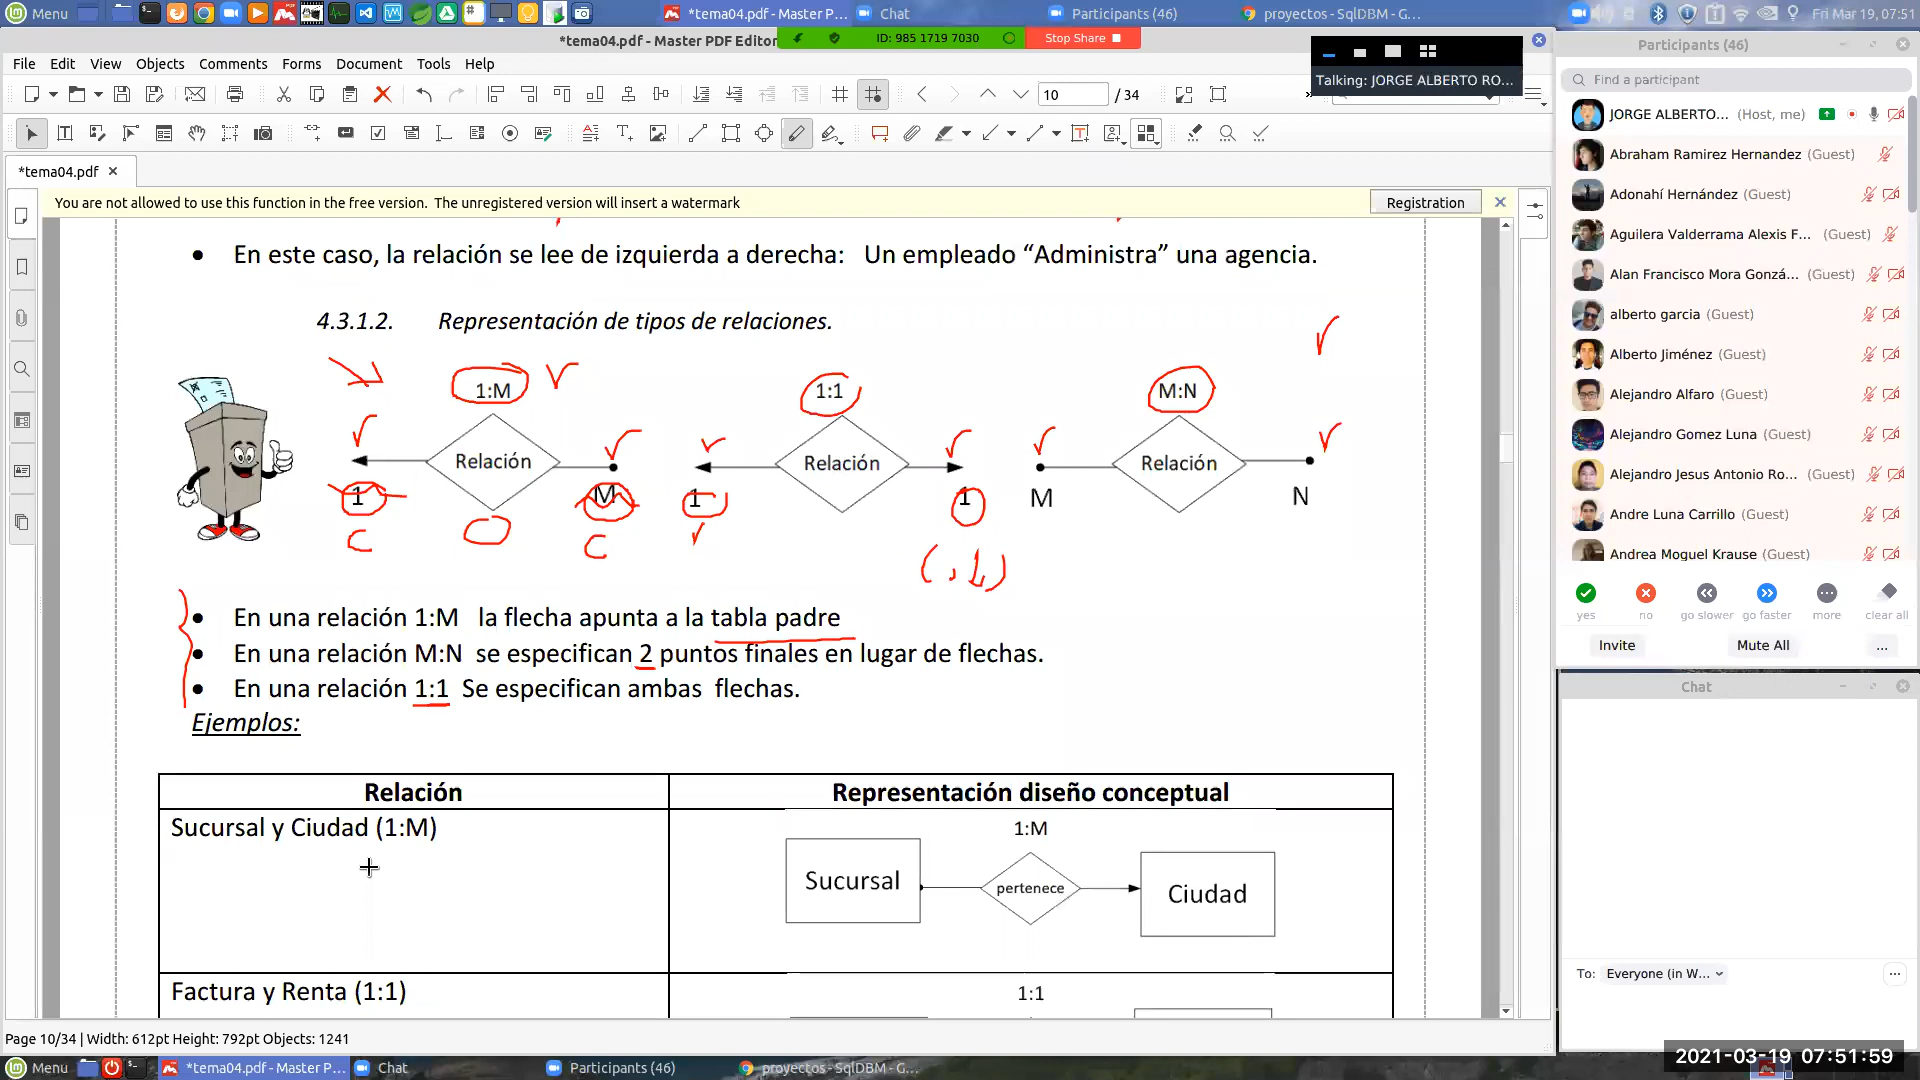 Menu
*tema04.pdf - Master P...
Chat
Participants (46)
proyectos - SqlDBM - G...
Fri Mar 19, 07:51
*tema04.pdf - Master PDF Editor
ID: 985 1719 7030
Stop Share
Talking: JORGE ALBERTO RO...
File Edit View Objects Comments Forms Document Tools Help
10 / 34
*tema04.pdf
You are not allowed to use this function in the free version. The unregistered version will insert a watermark
Registration
En este caso, la relación se lee de izquierda a derecha: Un empleado “Administra” una agencia.
4.3.1.2. Representación de tipos de relaciones.
1:M 1:1 M:N
Relación Relación Relación
1 M 1 1 M N
C C
( , 1 )
En una relación 1:M la flecha apunta a la tabla padre
En una relación M:N se especifican 2 puntos finales en lugar de flechas.
En una relación 1:1 Se especifican ambas flechas.
Ejemplos:
Relación Representación diseño conceptual
Sucursal y Ciudad (1:M)
1:M
Sucursal pertenece Ciudad
Factura y Renta (1:1)
1:1
Page 10/34 | Width: 612pt Height: 792pt Objects: 1241
Participants (46)
Find a participant
JORGE ALBERTO... (Host, me)
Abraham Ramirez Hernandez (Guest)
Adonahí Hernández (Guest)
Aguilera Valderrama Alexis F... (Guest)
Alan Francisco Mora Gonzá... (Guest)
alberto garcia (Guest)
Alberto Jiménez (Guest)
Alejandro Alfaro (Guest)
Alejandro Gomez Luna (Guest)
Alejandro Jesus Antonio Ro... (Guest)
Andre Luna Carrillo (Guest)
Andrea Moguel Krause (Guest)
yes no go slower go faster more clear all
Invite Mute All ...
Chat
To: Everyone (in W...
Menu
*tema04.pdf - Master P...
Chat
Participants (46)
proyectos - SqlDBM - G...
2021-03-19 07:51:59